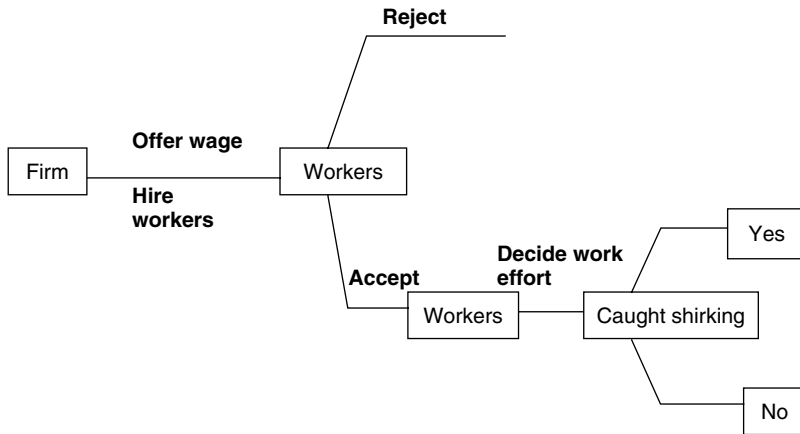 Reject
Offer wage
Firm
Workers
Hire
workers
Accept
Decide work
effort
Workers
Caught shirking
Yes
No